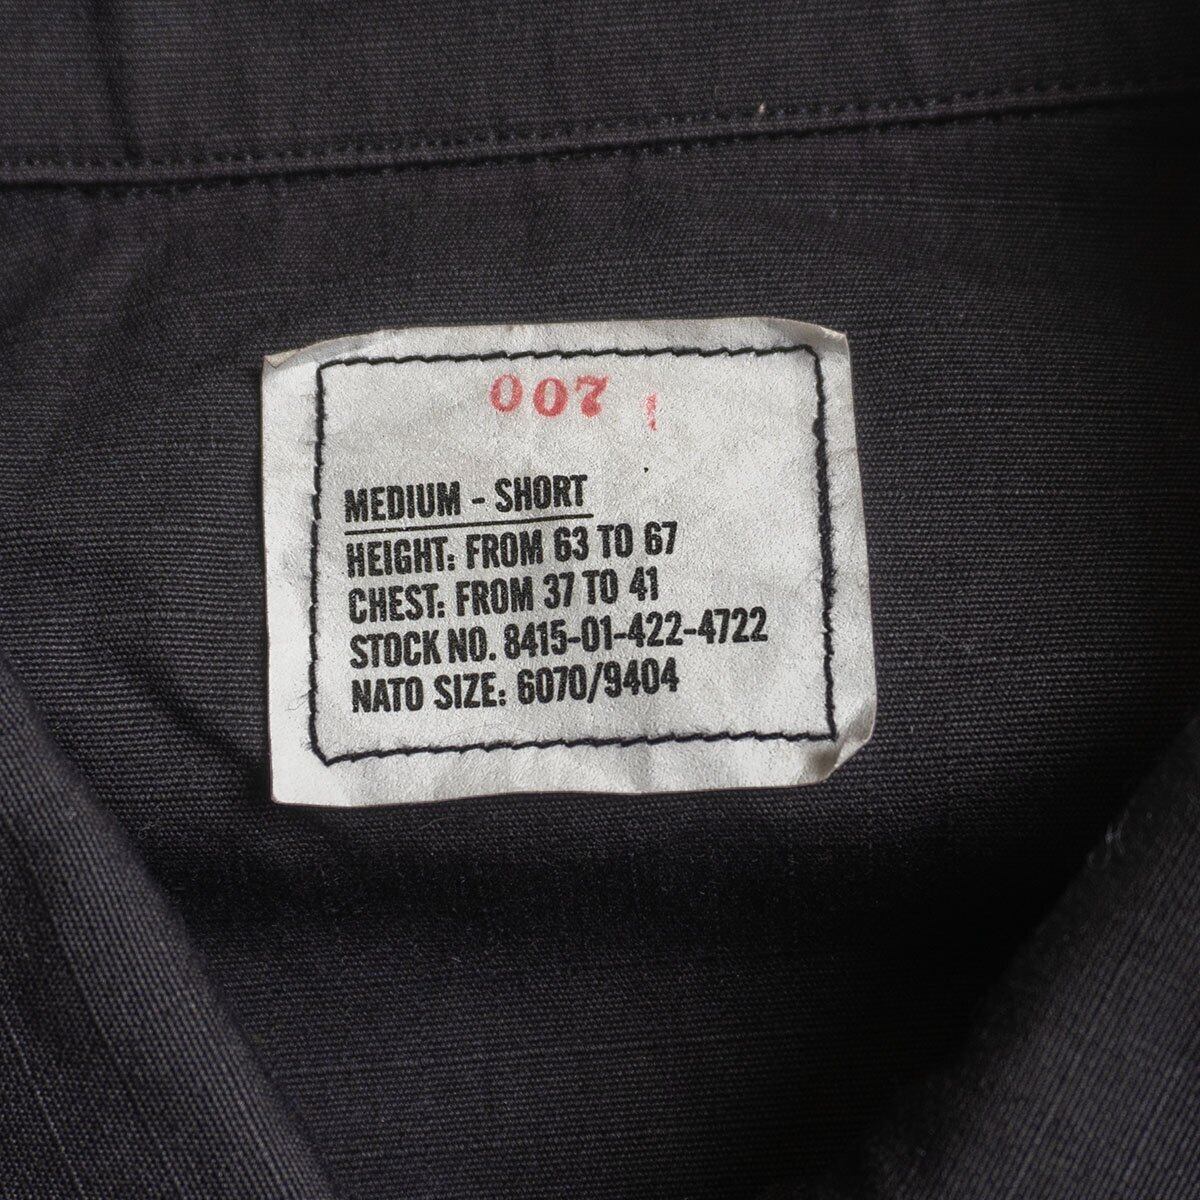 007
MEDIUM - SHORT
HEIGHT: FROM 63 TO 67
CHEST: FROM 37 TO 41
STOCK NO. 8415-01-422-4722
NATO SIZE: 6070/9404